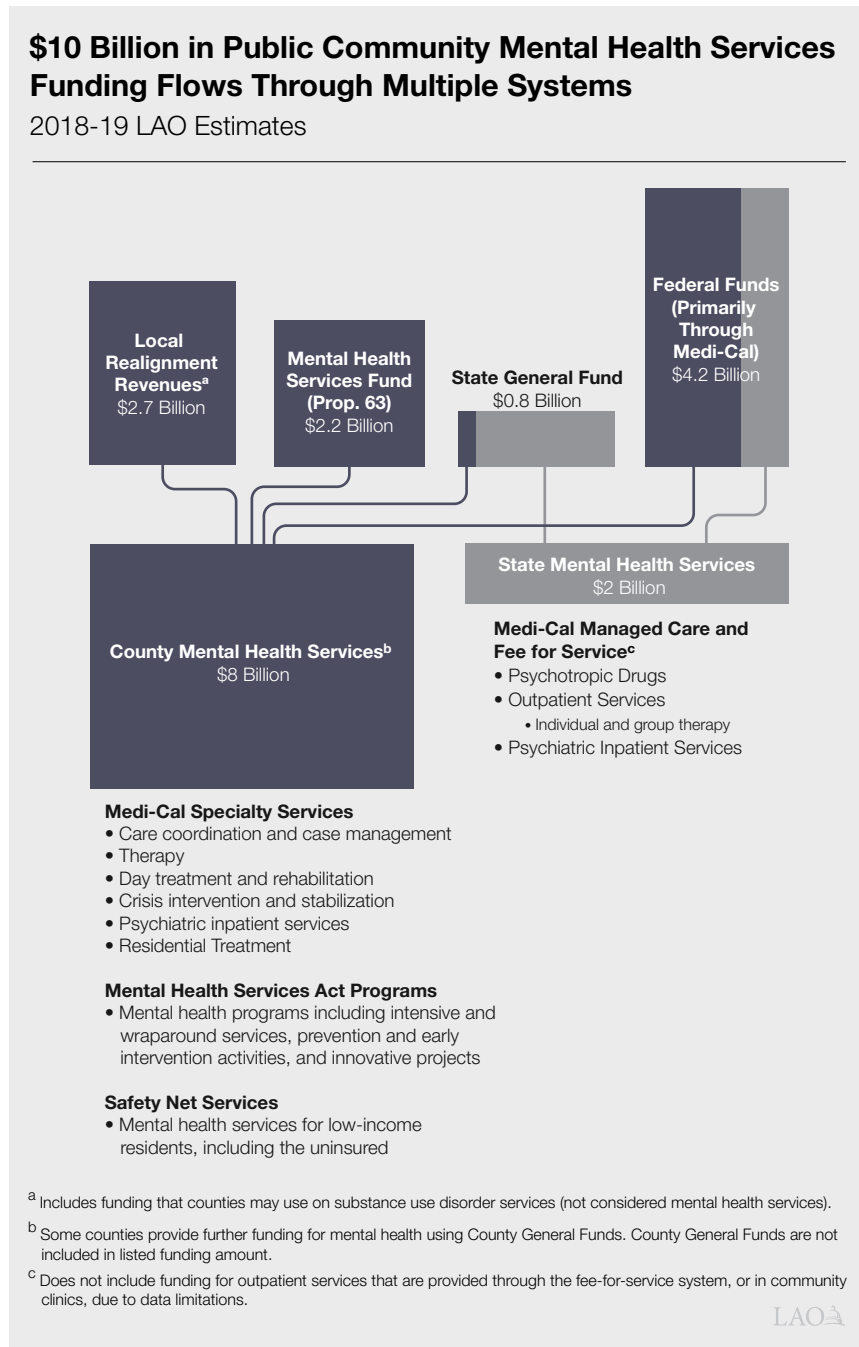 $10 Billion in Public Community Mental Health Services
Funding Flows Through Multiple Systems
2018-19 LAO Estimates
Local
Realignment
Revenuesa
$2.7 Billion
Mental Health
Services Fund
(Prop. 63)
$2.2 Billion
State General Fund
$0.8 Billion
Federal Funds
(Primarily
Through
Medi-Cal)
$4.2 Billion
County Mental Health Servicesb
$8 Billion
State Mental Health Services
$2 Billion
Medi-Cal Managed Care and
Fee for Servicec
• Psychotropic Drugs
• Outpatient Services
• Individual and group therapy
• Psychiatric Inpatient Services
Medi-Cal Specialty Services
• Care coordination and case management
• Therapy
• Day treatment and rehabilitation
• Crisis intervention and stabilization
• Psychiatric inpatient services
• Residential Treatment
Mental Health Services Act Programs
• Mental health programs including intensive and
wraparound services, prevention and early
intervention activities, and innovative projects
Safety Net Services
• Mental health services for low-income
residents, including the uninsured
a Includes funding that counties may use on substance use disorder services (not considered mental health services).
b Some counties provide further funding for mental health using County General Funds. County General Funds are not
included in listed funding amount.
c Does not include funding for outpatient services that are provided through the fee-for-service system, or in community
clinics, due to data limitations.
LAO